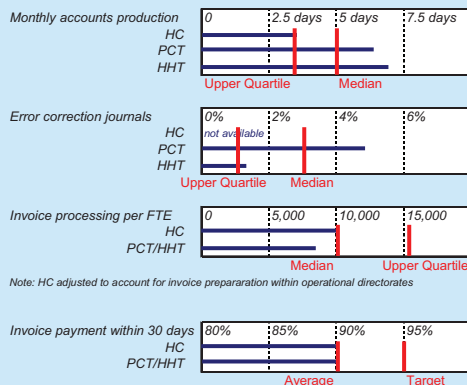 Monthly accounts production 0 2.5 days 5 days 7.5 days
HC
PCT
HHT
Upper Quartile Median
Error correction journals 0% 2% 4% 6%
HC not available
PCT
HHT
Upper Quartile Median
Invoice processing per FTE 0 5,000 10,000 15,000
HC
PCT/HHT
Median Upper Quartile
Note: HC adjusted to account for invoice prepararation within operational directorates
Invoice payment within 30 days 80% 85% 90% 95%
HC
PCT/HHT
Average Target